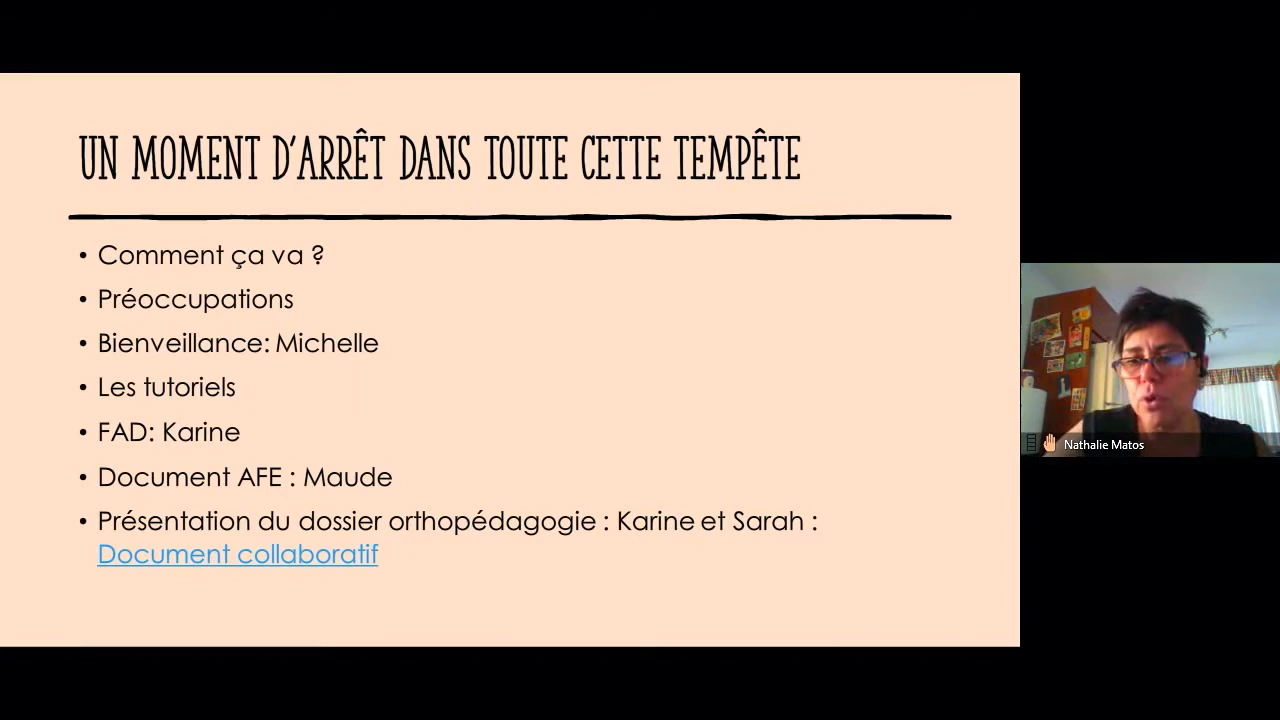 UN MOMENT D'ARRÊT DANS TOUTE CETTE TEMPÊTE
• Comment ça va ?
• Préoccupations
• Bienveillance: Michelle
• Les tutoriels
• FAD: Karine
• Document AFE : Maude
• Présentation du dossier orthopédagogie : Karine et Sarah :
Document collaboratif
Nathalie Matos